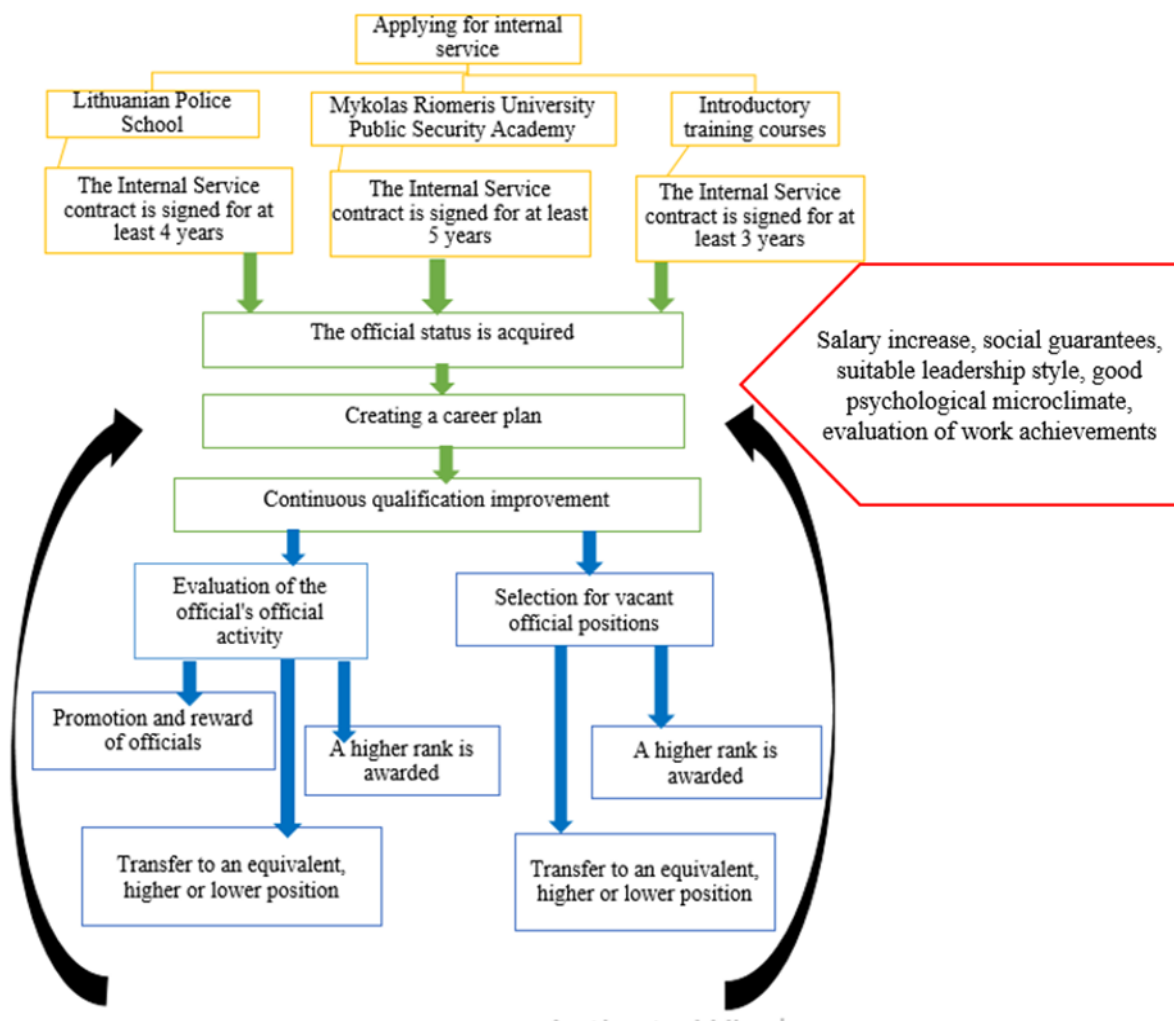 Applying for internal
service
Lithuanian Police
School
Mykolas Riomeris University
Public Security Academy
Introductory
training courses
The Internal Service
contract is signed for at
least 4 years
The Internal Service
contract is signed for at least
5 years
The Internal Service
contract is signed for at
least 3 years
The official status is acquired
Salary increase, social guarantees,
suitable leadership style, good
psychological microclimate,
evaluation of work achievements
Creating a career plan
Continuous qualification improvement
Evaluation of the
official's official
activity
Selection for vacant
official positions
Promotion and reward
of officials
A higher rank is
awarded
A higher rank is
awarded
Transfer to an equivalent,
higher or lower position
Transfer to an equivalent,
higher or lower position